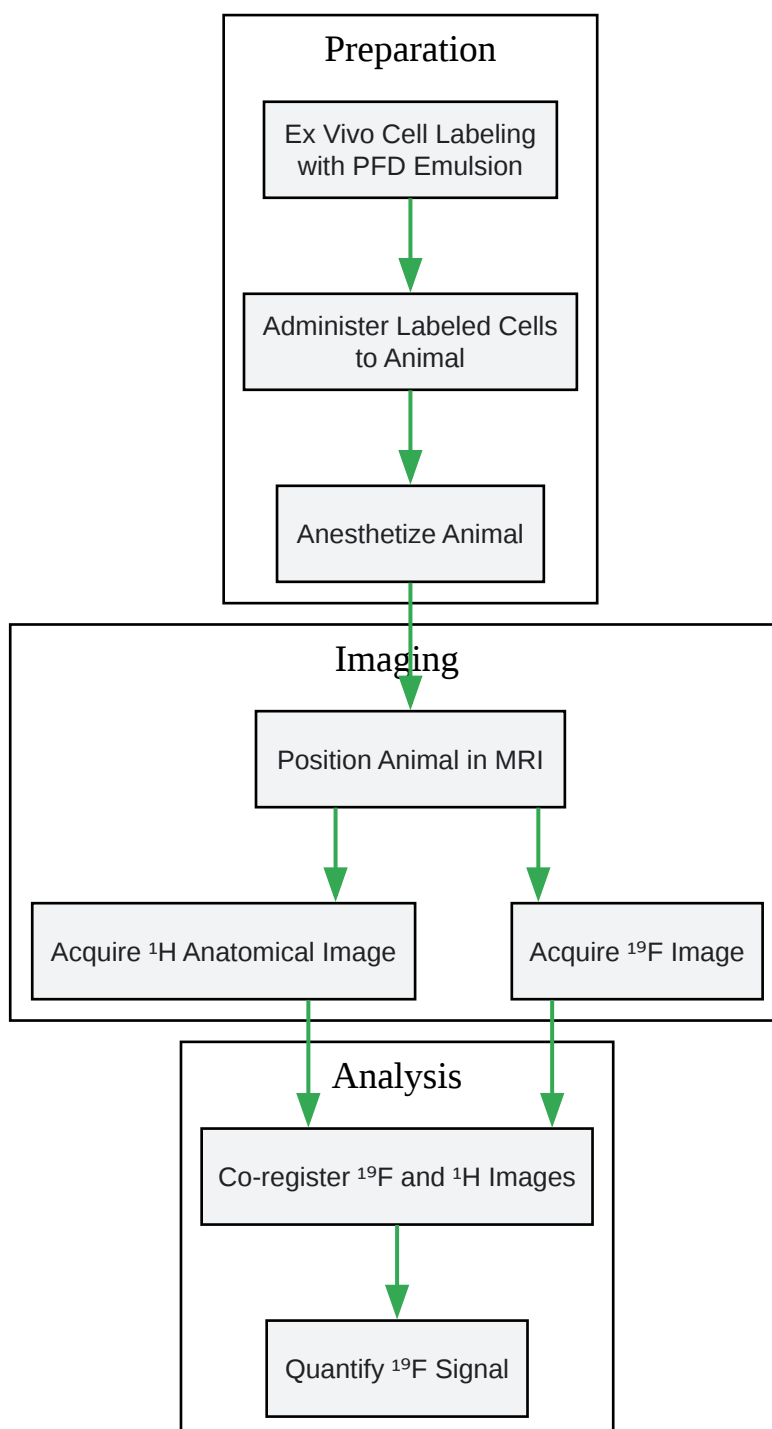 Preparation
Ex Vivo Cell Labeling
with PFD Emulsion
Administer Labeled Cells
to Animal
Anesthetize Animal
Imaging
Position Animal in MRI
Acquire ¹H Anatomical Image
Acquire ¹⁹F Image
Analysis
Co-register ¹⁹F and ¹H Images
Quantify ¹⁹F Signal